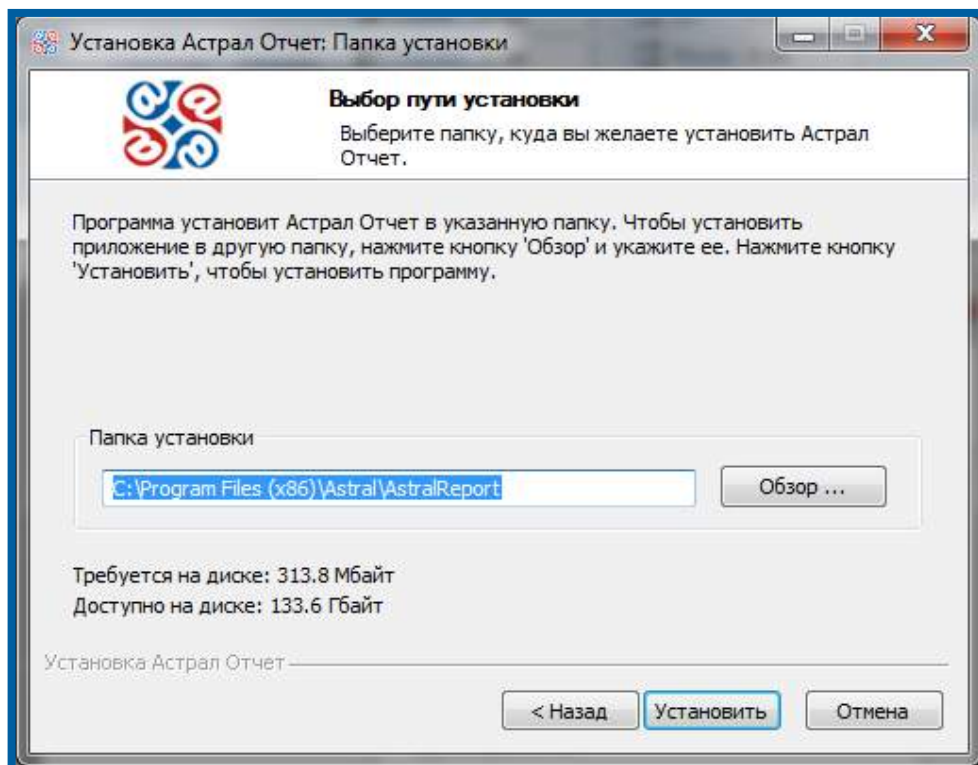 Установка Астрал Отчет: Папка установки
Выбор пути установки
Выберите папку, куда вы желаете установить Астрал
Отчет.
Программа установит Астрал Отчет в указанную папку. Чтобы установить
приложение в другую папку, нажмите кнопку 'Обзор' и укажите ее. Нажмите кнопку
'Установить', чтобы установить программу.
Папка установки
C:\Program Files (x86)\Astral\AstralReport
Обзор ...
Требуется на диске: 313.8 Мбайт
Доступно на диске: 133.6 Гбайт
Установка Астрал Отчет
< Назад
Установить
Отмена